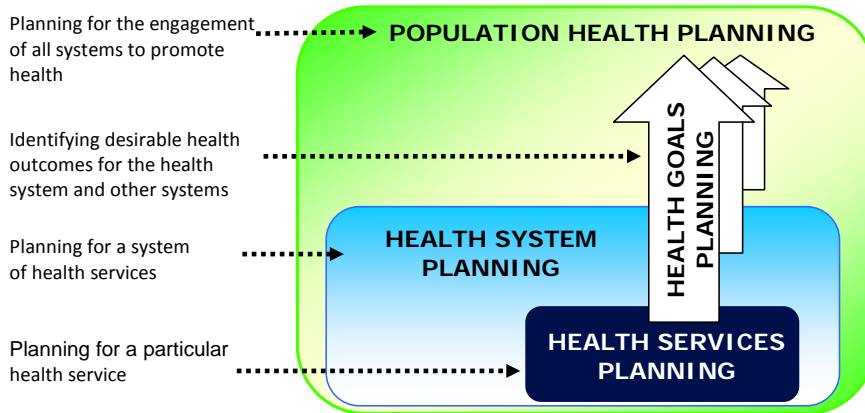 Planning for the engagement
of all systems to promote
health
POPULATION HEALTH PLANNING
Identifying desirable health
outcomes for the health
system and other systems
HEALTH GOALS
PLANNING
Planning for a system
of health services
HEALTH SYSTEM
PLANNING
Planning for a particular
health service
HEALTH SERVICES
PLANNING